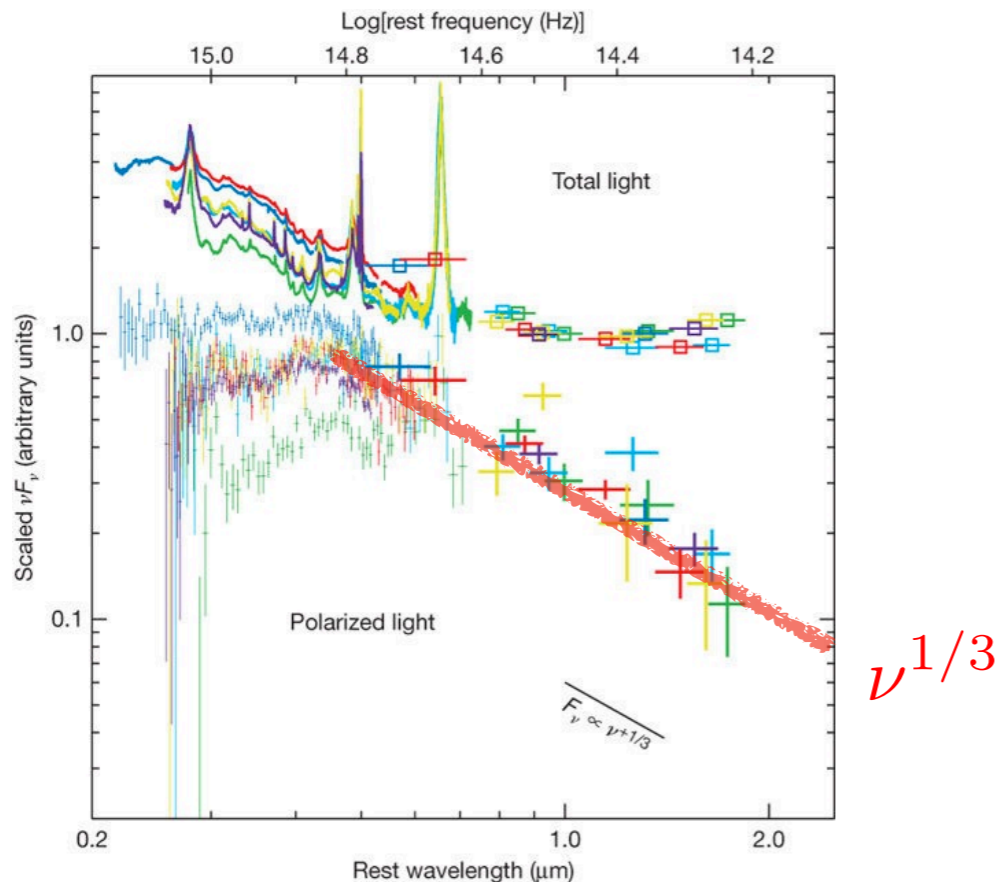 Log[rest frequency (Hz)]
15.0 14.8 14.6 14.4 14.2
Total light
1.0
Scaled νFν (arbitrary units)
Polarized light
0.1
ν^{1/3}
Fν ∝ ν+1/3
0.2 1.0 2.0
Rest wavelength (μm)